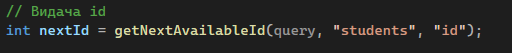 // Видача id
int nextId = getNextAvailableId(query, "students", "id");